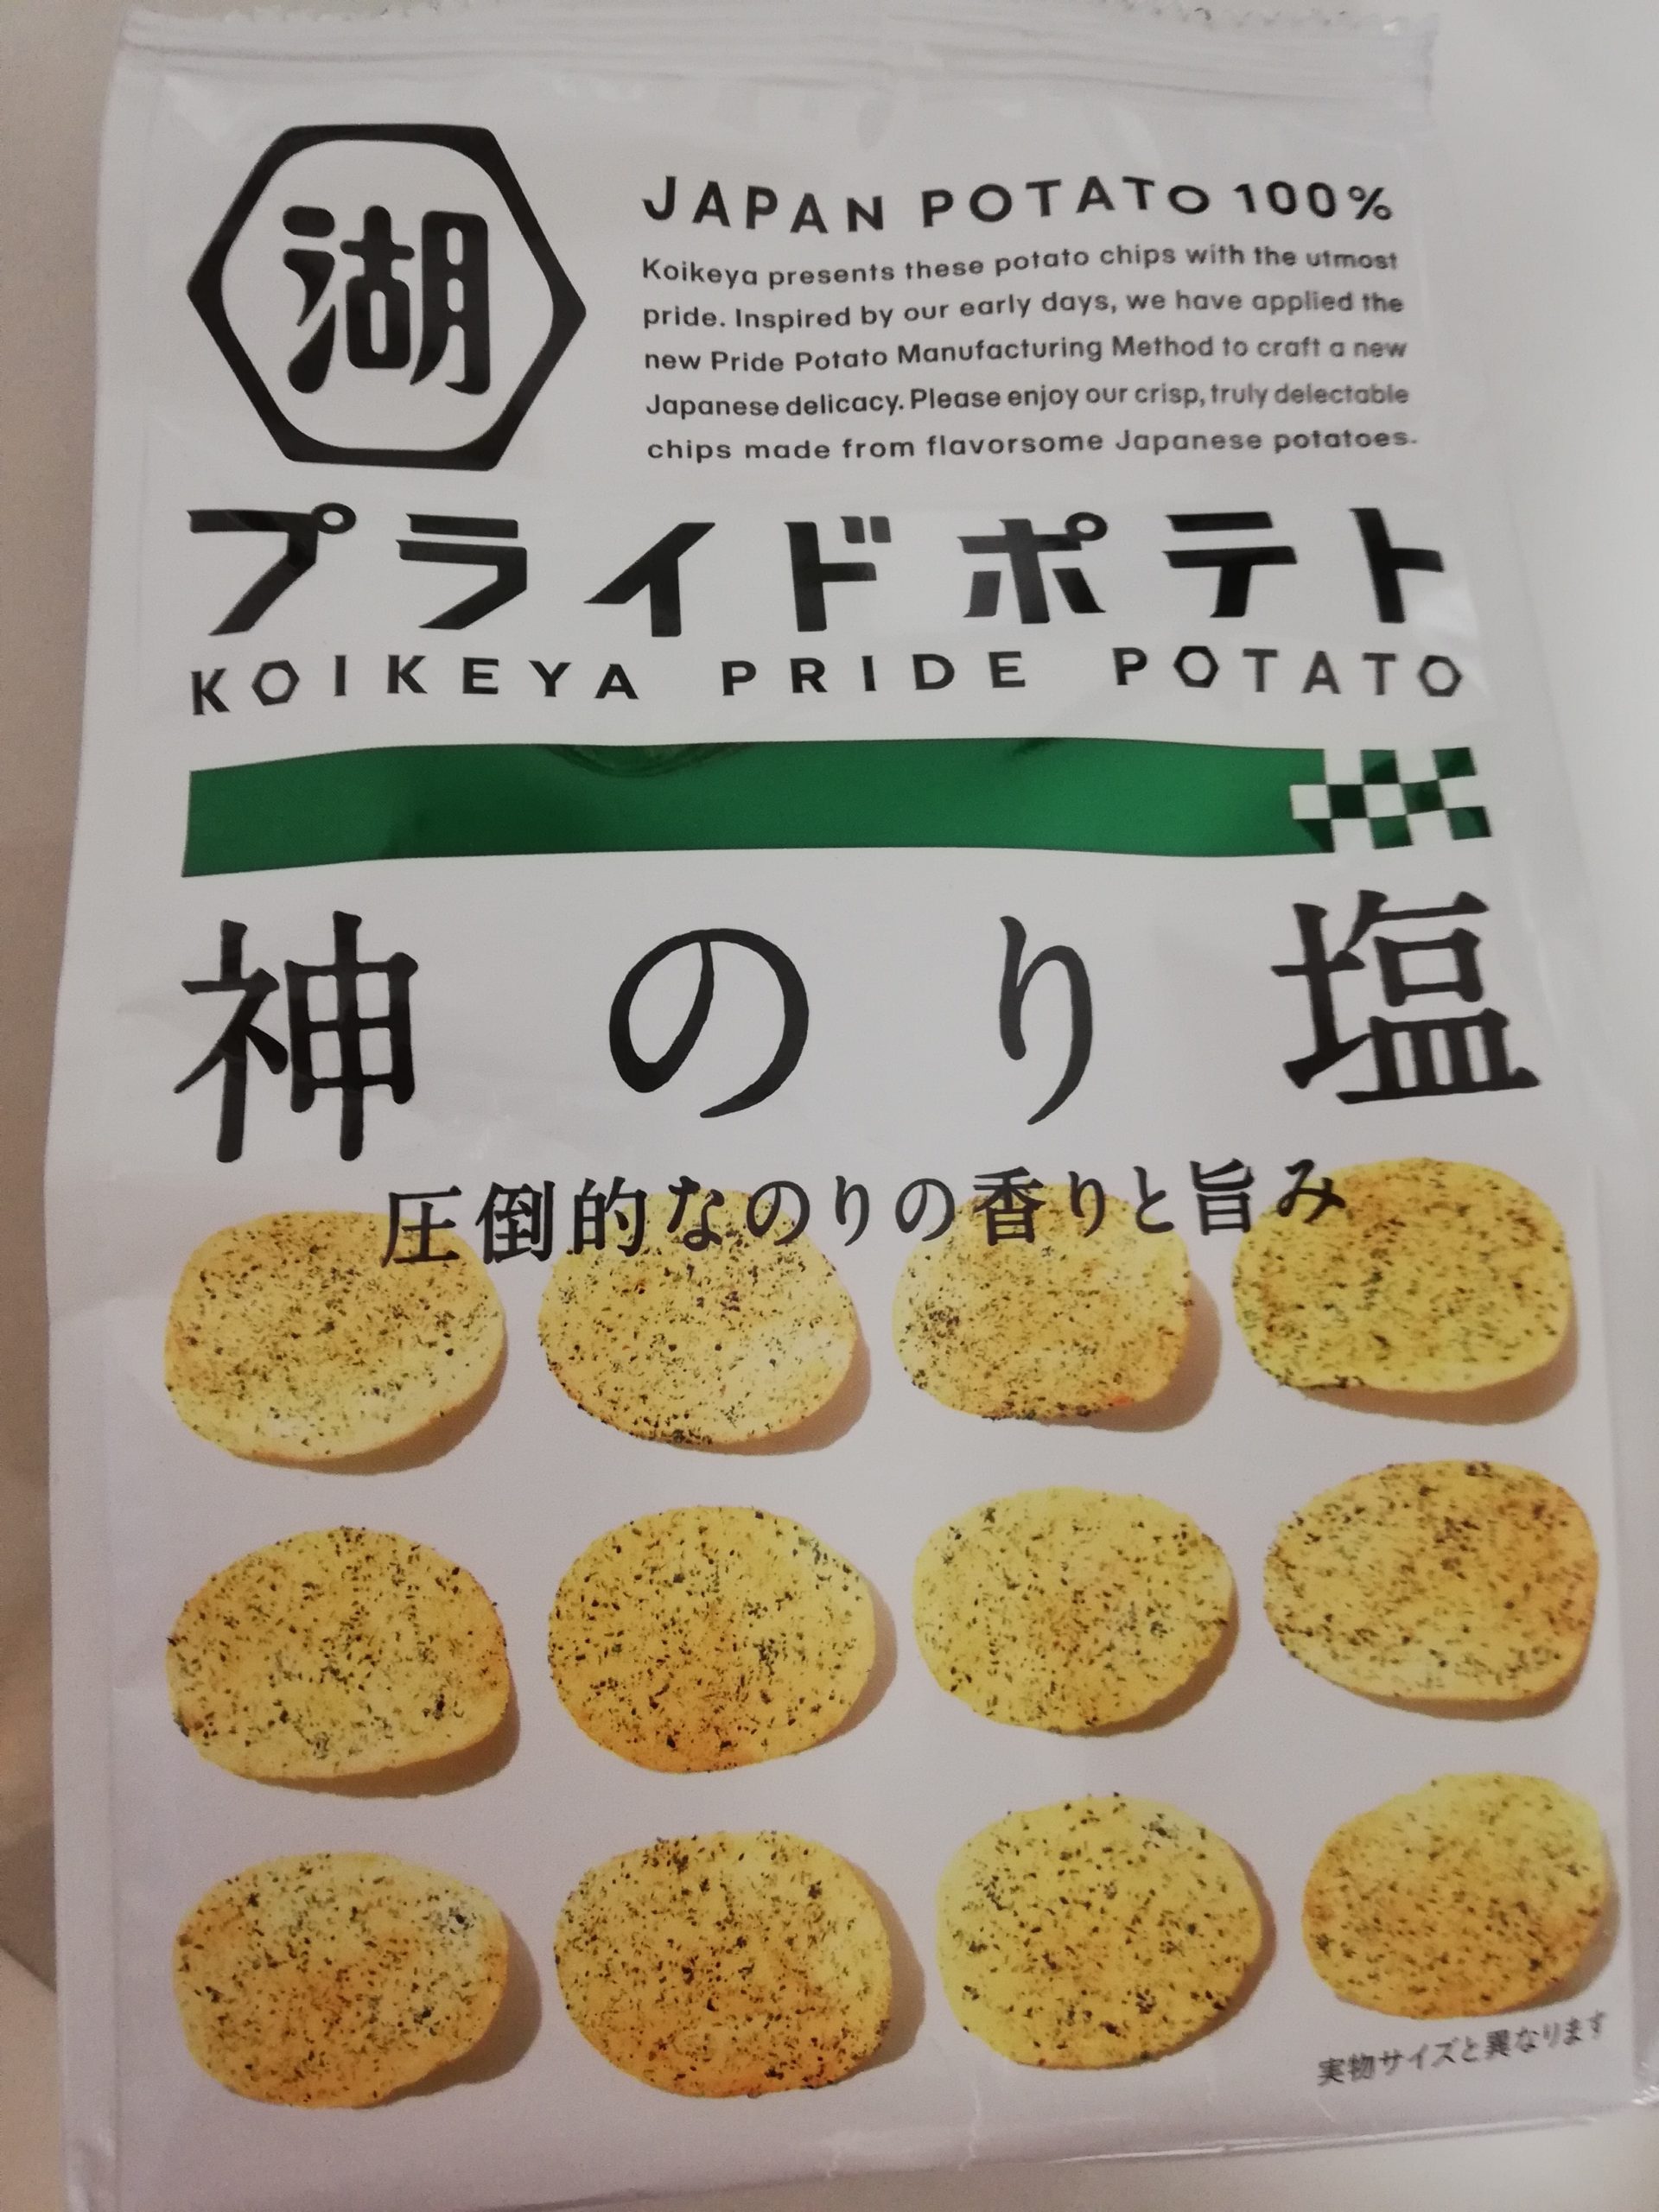 湖
JAPAN POTATO 100%
Koikeya presents these potato chips with the utmost
pride. Inspired by our early days, we have applied the
new Pride Potato Manufacturing Method to craft a new
Japanese delicacy. Please enjoy our crisp, truly delectable
chips made from flavorsome Japanese potatoes.
プライドポテト
KOIKEYA PRIDE POTATO
神のり塩
圧倒的なのりの香りと旨み
実物サイズと異なります